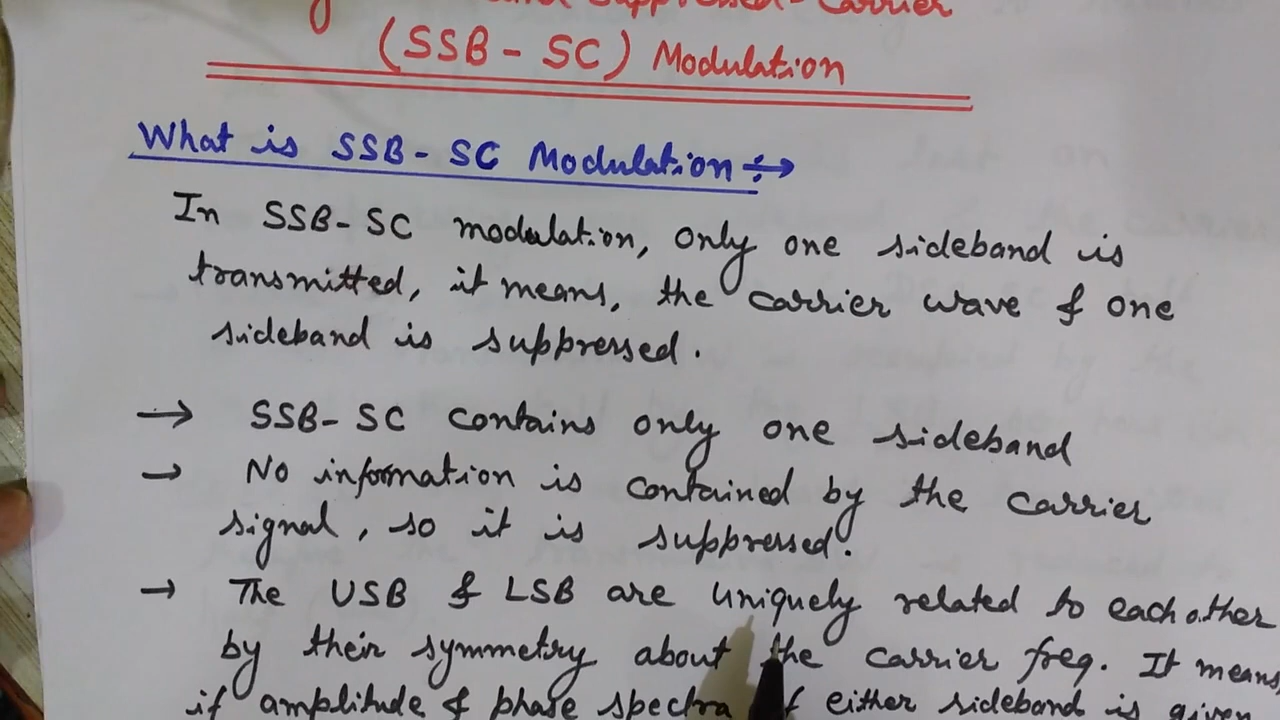 and Suppressed-Carrier
(SSB - SC) Modulation
What is SSB - SC Modulation :→
In SSB-SC modulation, only one sideband is
transmitted, it means, the carrier wave & one
sideband is suppressed.
→ SSB-SC contains only one sideband
→ No information is contained by the carrier
signal, so it is suppressed.
→ The USB & LSB are uniquely related to each other
by their symmetry about the carrier freq. It means
if amplitude & phase spectra of either sideband is given